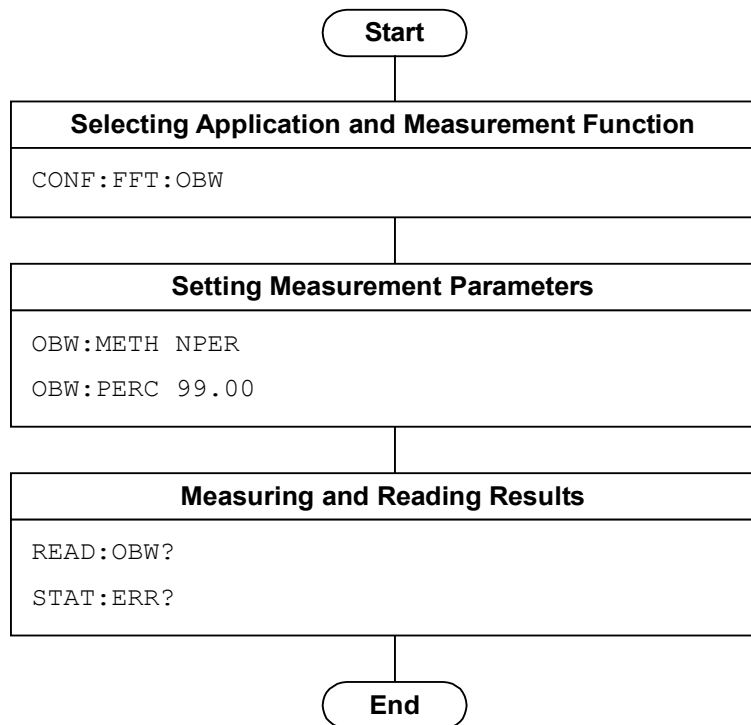 Start
Selecting Application and Measurement Function
CONF:FFT:OBW
Setting Measurement Parameters
OBW:METH NPER
OBW:PERC 99.00
Measuring and Reading Results
READ:OBW?
STAT:ERR?
End